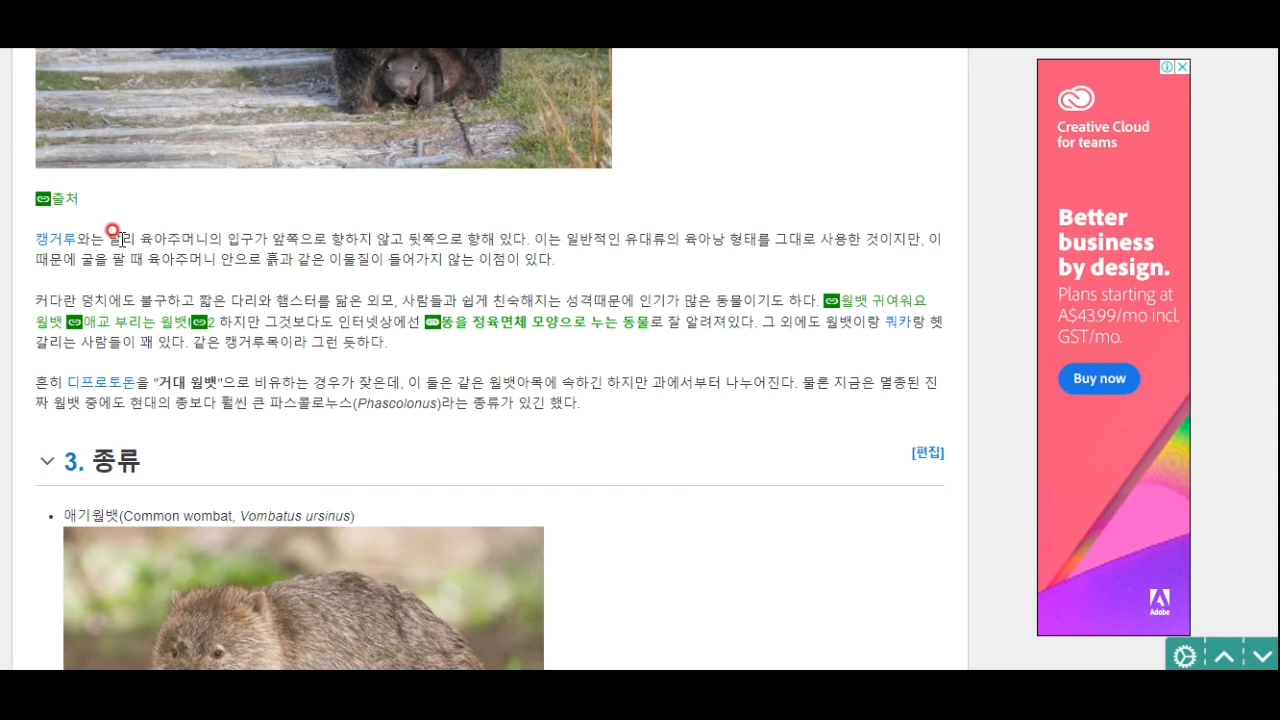 출처
캥거루와는 달리 육아주머니의 입구가 앞쪽으로 향하지 않고 뒷쪽으로 향해 있다. 이는 일반적인 유대류의 육아낭 형태를 그대로 사용한 것이지만, 이
때문에 굴을 팔 때 육아주머니 안으로 흙과 같은 이물질이 들어가지 않는 이점이 있다.
커다란 덩치에도 불구하고 짧은 다리와 햄스터를 닮은 외모, 사람들과 쉽게 친숙해지는 성격때문에 인기가 많은 동물이기도 하다. 월뱃 귀여워요
월뱃 애교 부리는 웜뱃! 2 하지만 그것보다도 인터넷상에선 똥을 정육면체 모양으로 누는 동물로 잘 알려져있다. 그 외에도 웜뱃이랑 쿼카랑 헷
갈리는 사람들이 꽤 있다. 같은 캥거루목이라 그런 듯하다.
흔히 디프로토돈을 "거대 웜뱃"으로 비유하는 경우가 잦은데, 이 둘은 같은 웜뱃아목에 속하긴 하지만 과에서부터 나누어진다. 물론 지금은 멸종된 진
짜 웜뱃 중에도 현대의 종보다 훨씬 큰 파스콜로누스(Phascolonus)라는 종류가 있긴 했다.
3. 종류
[편집]
애기웜뱃(Common wombat, Vombatus ursinus)
Creative Cloud
for teams
Better
business
by design.
Plans starting at
A$43.99/mo incl.
GST/mo.
Buy now
Adobe